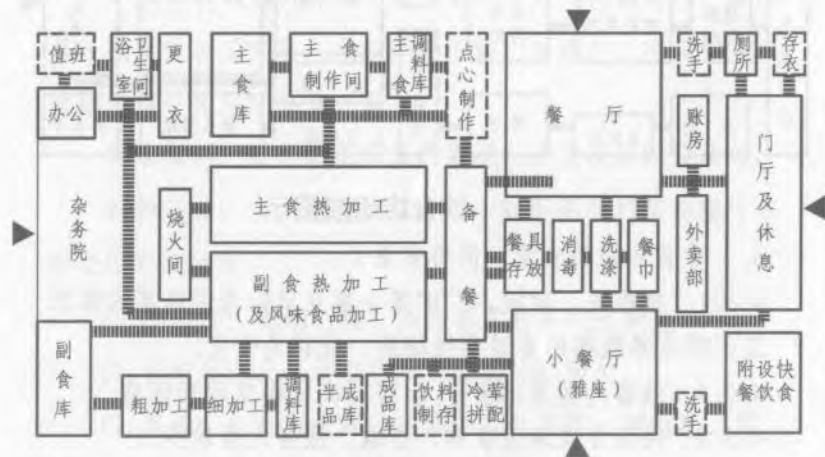 值班
浴室
卫生间
更衣
主食库
主食
制作间
主食
调料库
点心制作
餐厅
洗手
厕所
存衣
办公
账房
门厅及休息
杂务院
烧火间
主食热加工
备餐
餐具
存放
消毒
洗涤
餐巾
外卖部
副食热加工
(及风味食品加工)
副食库
粗加工
细加工
调料库
半成品库
成品库
饮料
制存
冷荤
拼配
小餐厅
(雅座)
洗手
附设快
餐饮食